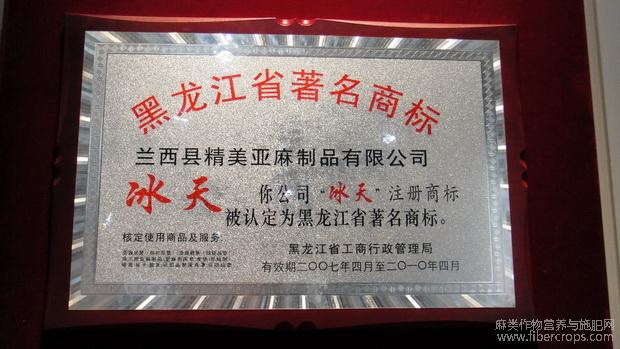 黑龙江省著名商标
兰西县精美亚麻制品有限公司
冰天 你公司“冰天”注册商标
被认定为黑龙江省著名商标。
核定使用商品及服务:
黑龙江省工商行政管理局
有效期二〇〇七年四月至二〇一〇年四月
麻类作物营养与施肥网
www.fibercrops.com